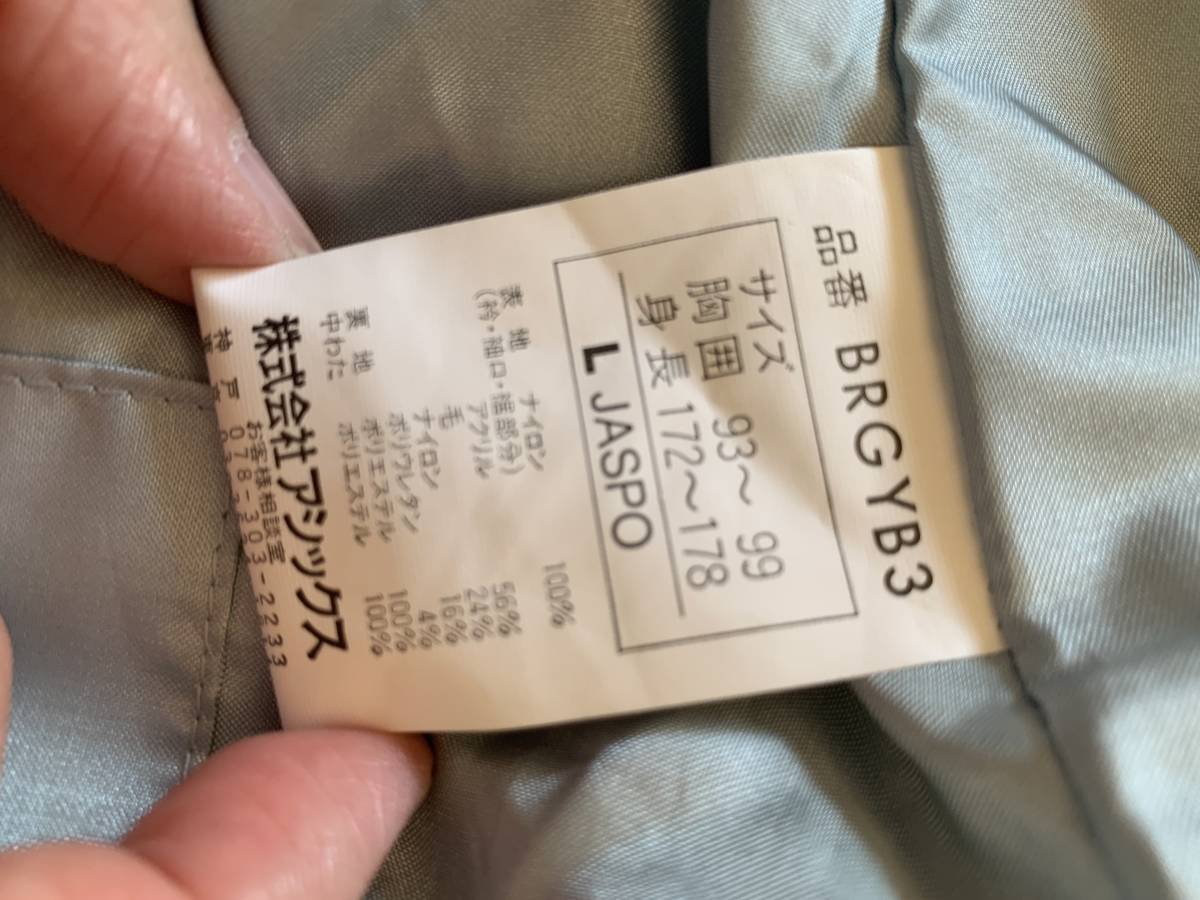 品番 BRGYB3
サイズ
胸囲 93〜 99
身長 172〜178
L JASPO
表地 ナイロン 100%
(衿・袖口・裾部分) アクリル 56%
毛 24%
ナイロン 16%
ポリウレタン 4%
裏地 ポリエステル 100%
中わた ポリエステル 100%
株式会社アシックス
お客様相談室
神戸 078-303-2233